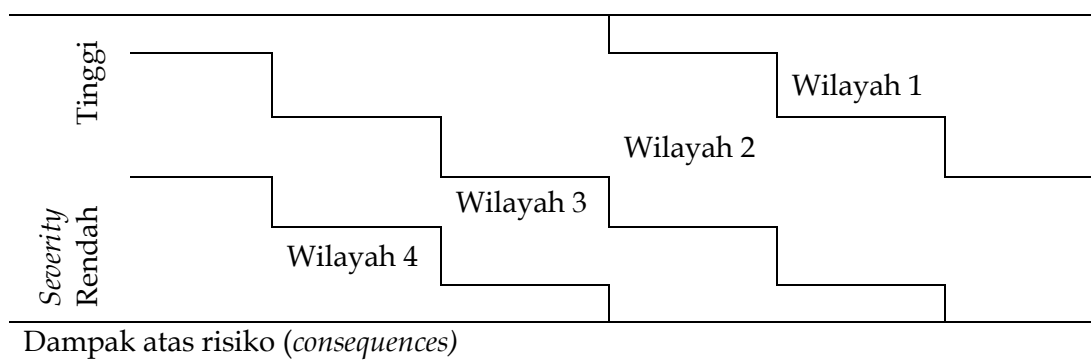 Tinggi
Wilayah 1
Wilayah 2
Severity
Rendah
Wilayah 3
Wilayah 4
Dampak atas risiko (consequences)